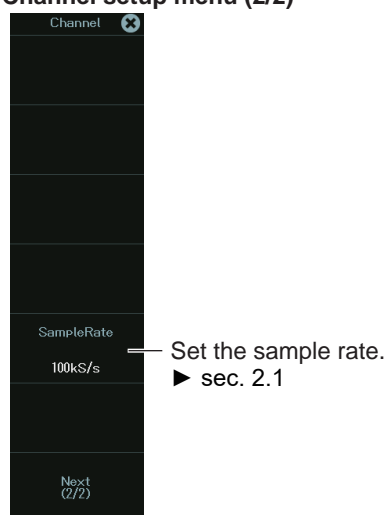 Channel setup menu (2/2)
Channel
SampleRate
100kS/s
Set the sample rate.
► sec. 2.1
Next
(2/2)